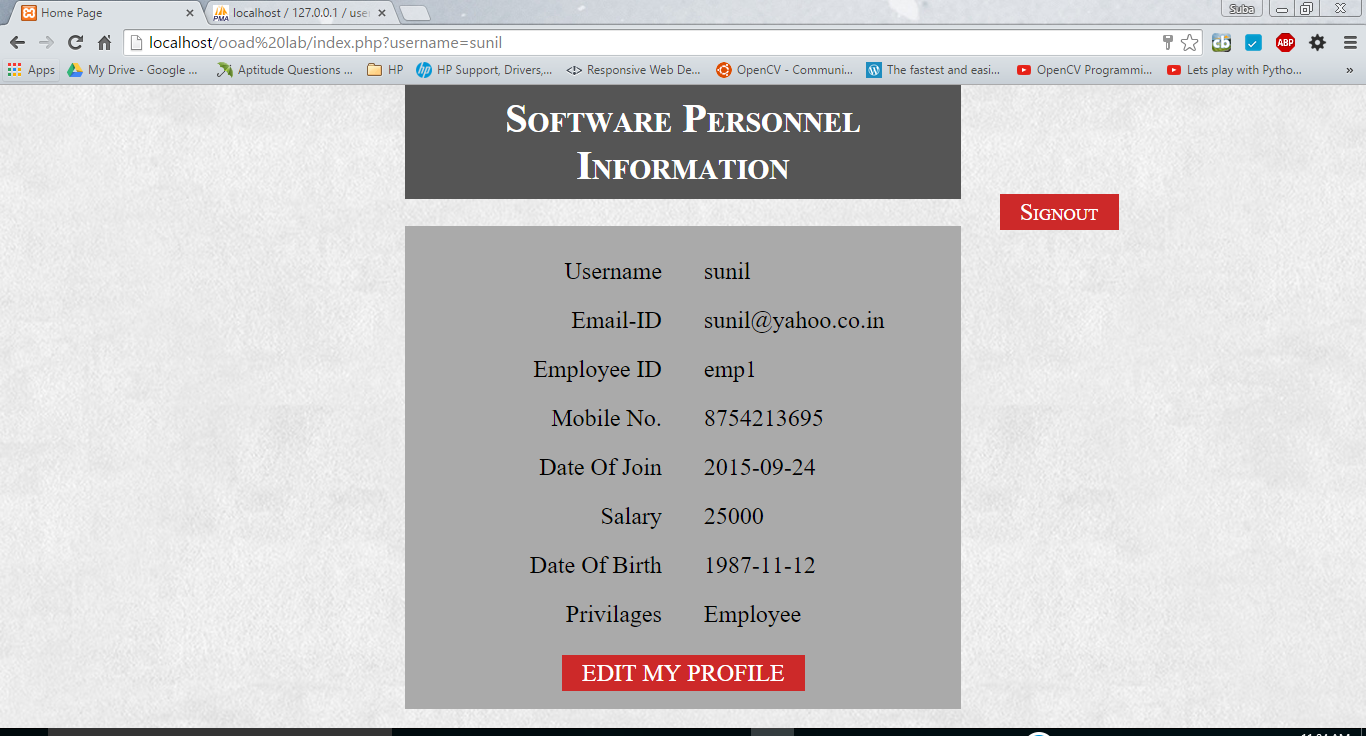 Home Page
PMA
localhost / 127.0.0.1 / use
Suba
localhost/ooad%20lab/index.php?username=sunil
cb
ABP
Apps
My Drive - Google ...
Aptitude Questions ...
HP
hp
HP Support, Drivers,...
<> Responsive Web De...
OpenCV - Communi...
The fastest and easi...
OpenCV Programmi...
Lets play with Pytho...
»
Software Personnel
Information
Signout
Username sunil
Email-ID sunil@yahoo.co.in
Employee ID emp1
Mobile No. 8754213695
Date Of Join 2015-09-24
Salary 25000
Date Of Birth 1987-11-12
Privilages Employee
EDIT MY PROFILE